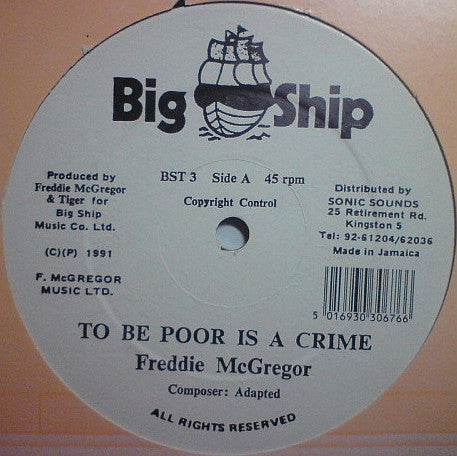 Big Ship
BST 3 Side A 45 rpm
Copyright Control
Produced by
Freddie McGregor
& Tiger for
Big Ship
Music Co. Ltd.
(C)(P) 1991
F. McGREGOR
MUSIC LTD.
Distributed by
SONIC SOUNDS
25 Retirement Rd.
Kingston 5
Tel: 92-61204/62036
Made in Jamaica
5 016930 306766
TO BE POOR IS A CRIME
Freddie McGregor
Composer: Adapted
ALL RIGHTS RESERVED